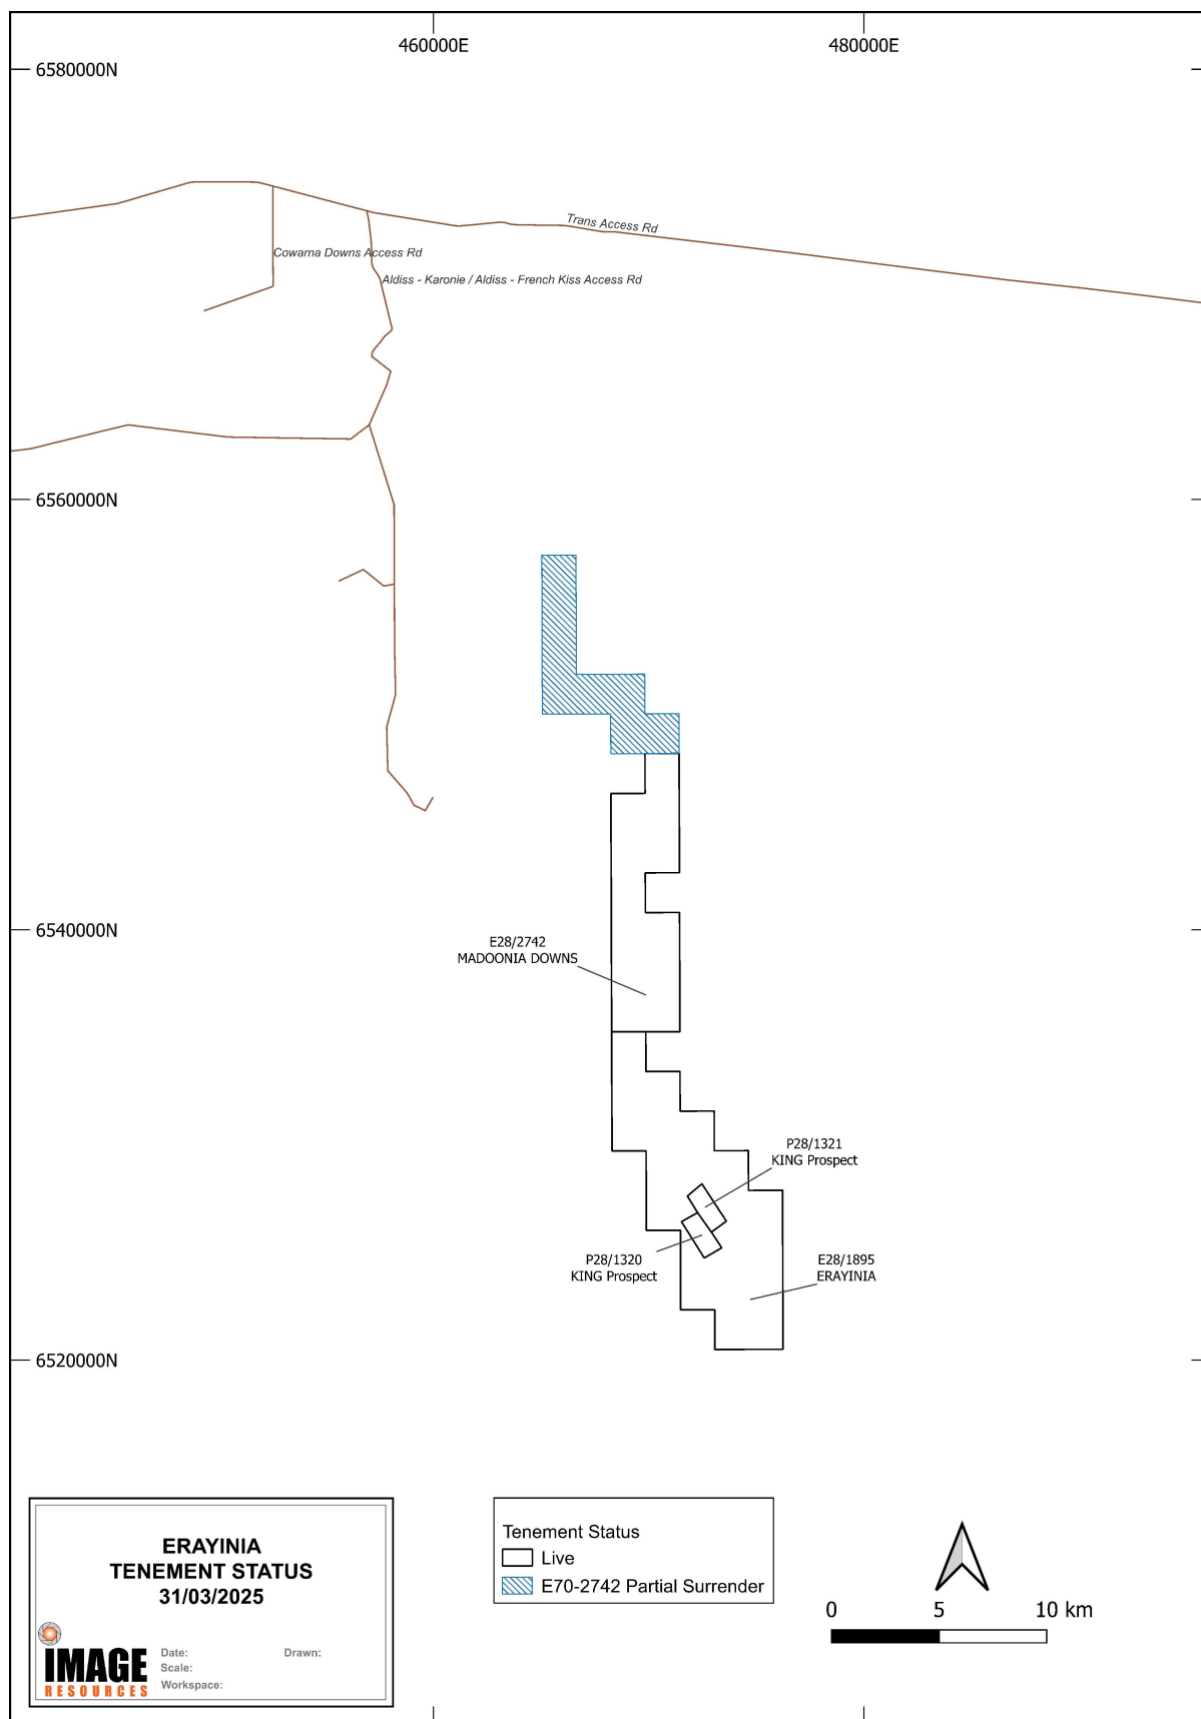 460000E
480000E
6580000N
Trans Access Rd
Cowarna Downs Access Rd
Aldiss - Karonie / Aldiss - French Kiss Access Rd
6560000N
6540000N
E28/2742
MADOONIA DOWNS
P28/1321
KING Prospect
P28/1320
KING Prospect
E28/1895
ERAYINIA
6520000N
ERAYINIA
TENEMENT STATUS
31/03/2025
IMAGE
RESOURCES
Date:
Drawn:
Scale:
Workspace:
Tenement Status
Live
E70-2742 Partial Surrender
0
5
10 km